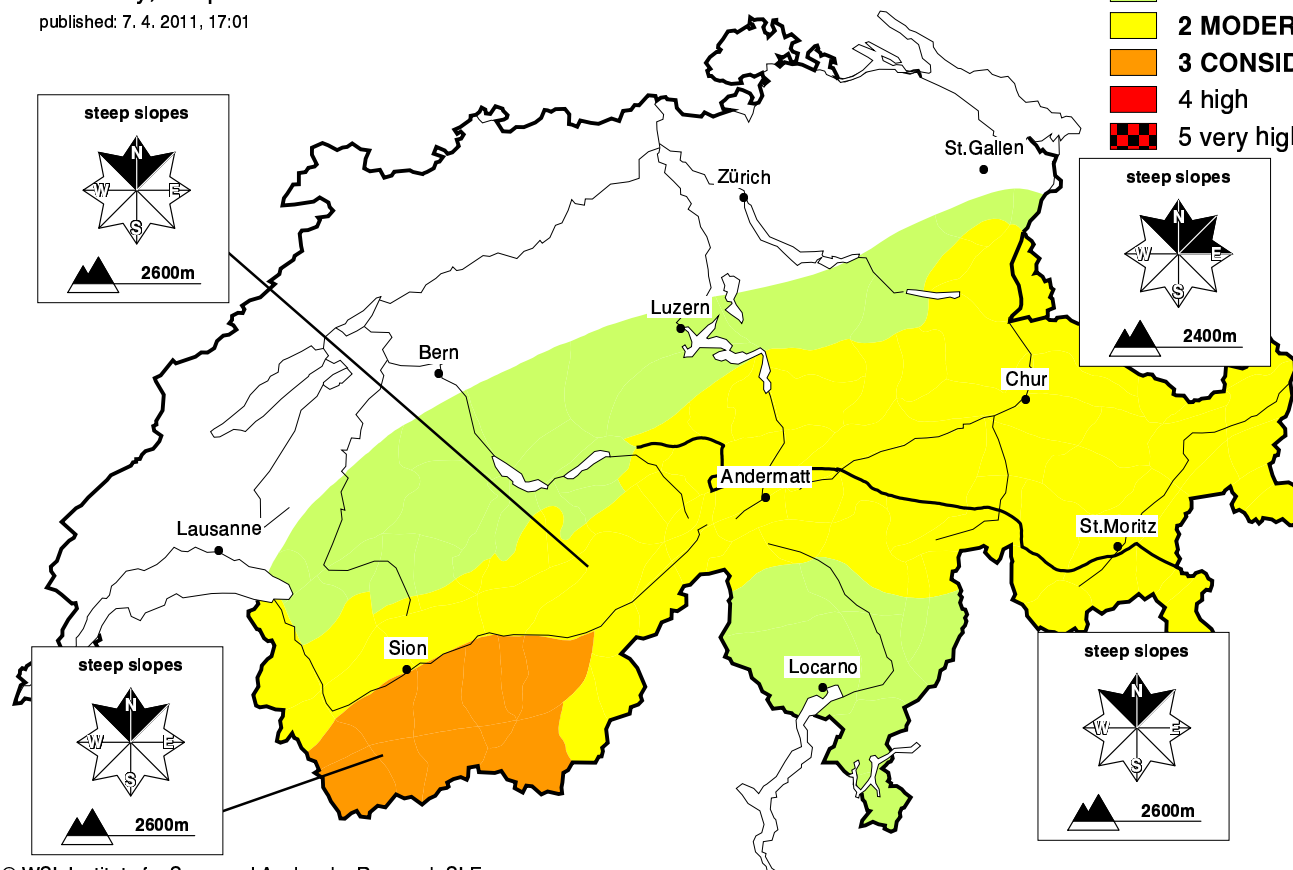 published: 7. 4. 2011, 17:01
2 MODER
3 CONSID
4 high
5 very high
steep slopes
N
W E
S
2600m
St.Gallen
Zürich
steep slopes
N
W E
S
2400m
Luzern
Bern
Chur
Andermatt
Lausanne
St.Moritz
Sion
Locarno
steep slopes
N
W E
S
2600m
steep slopes
N
W E
S
2600m